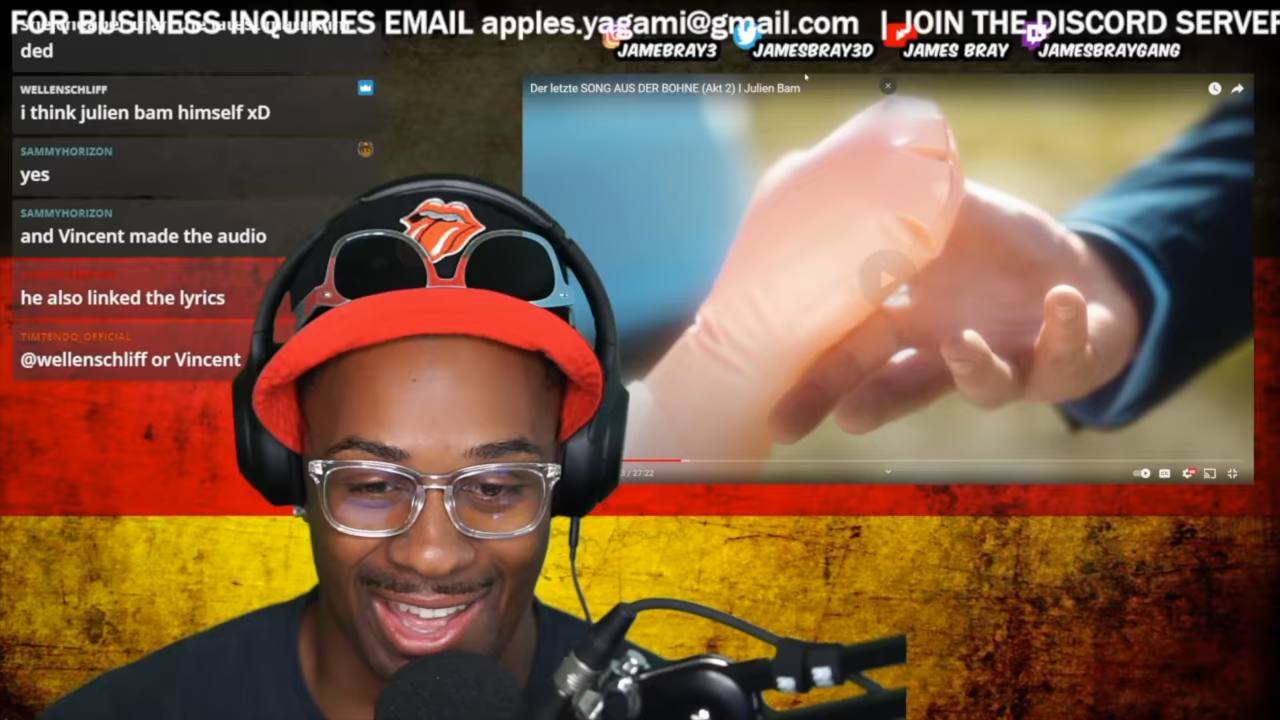 FOR BUSINESS INQUIRIES EMAIL apples.yagami@gmail.com | JOIN THE DISCORD SERVER
JAMEBRAY3 JAMESBRAY3D JAMES BRAY JAMESBRAYGANG
ded
WELLENSCHLIFF
i think julien bam himself xD
SAMMYHORIZON
yes
SAMMYHORIZON
and Vincent made the audio
he also linked the lyrics
TIMTENDO_OFFICIAL
@wellenschliff or Vincent
Der letzte SONG AUS DER BOHNE (Akt 2) I Julien Bam
/ 27:22